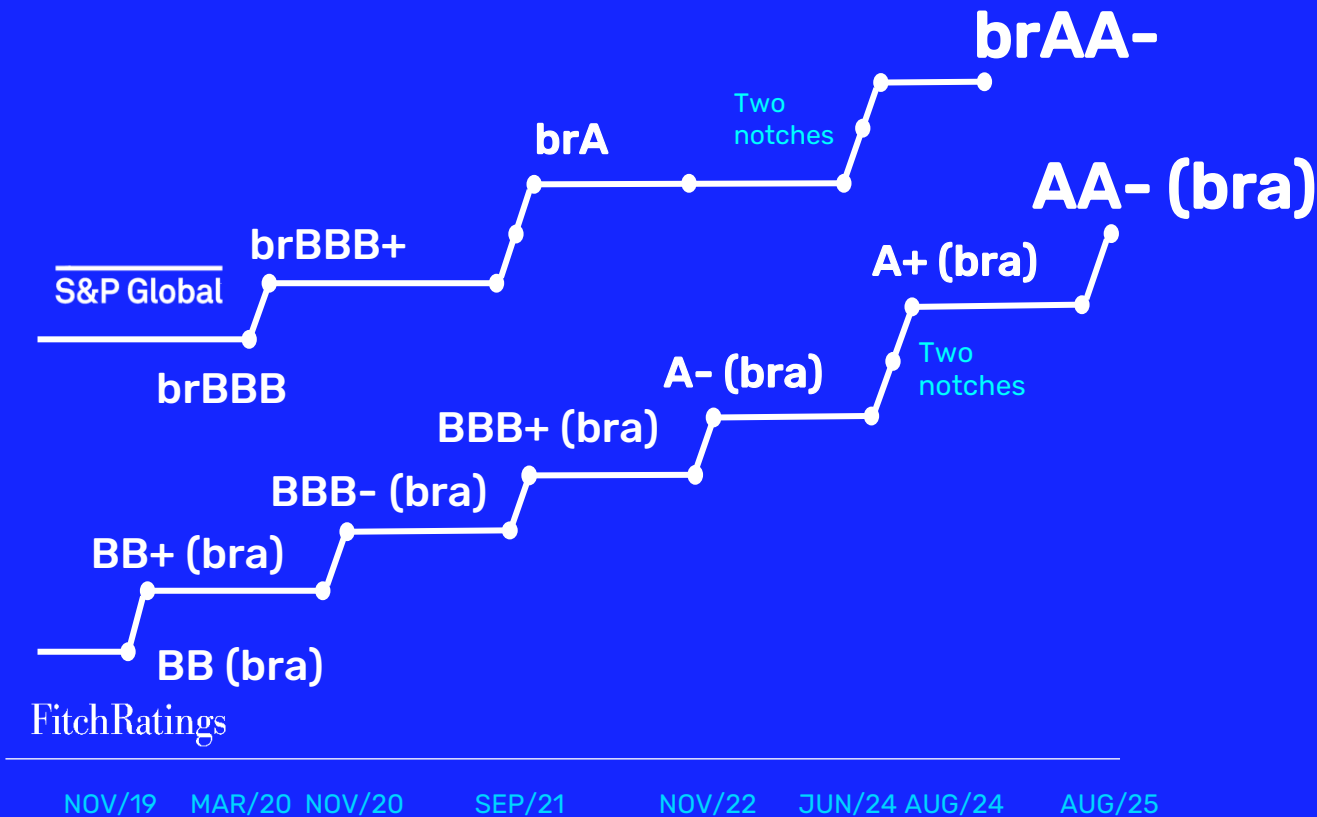 brAA-
Two
notches
brA
AA- (bra)
brBBB+
A+ (bra)
S&P Global
Two
notches
A- (bra)
brBBB
BBB+ (bra)
BBB- (bra)
BB+ (bra)
BB (bra)
FitchRatings
NOV/19 MAR/20 NOV/20 SEP/21 NOV/22 JUN/24 AUG/24 AUG/25